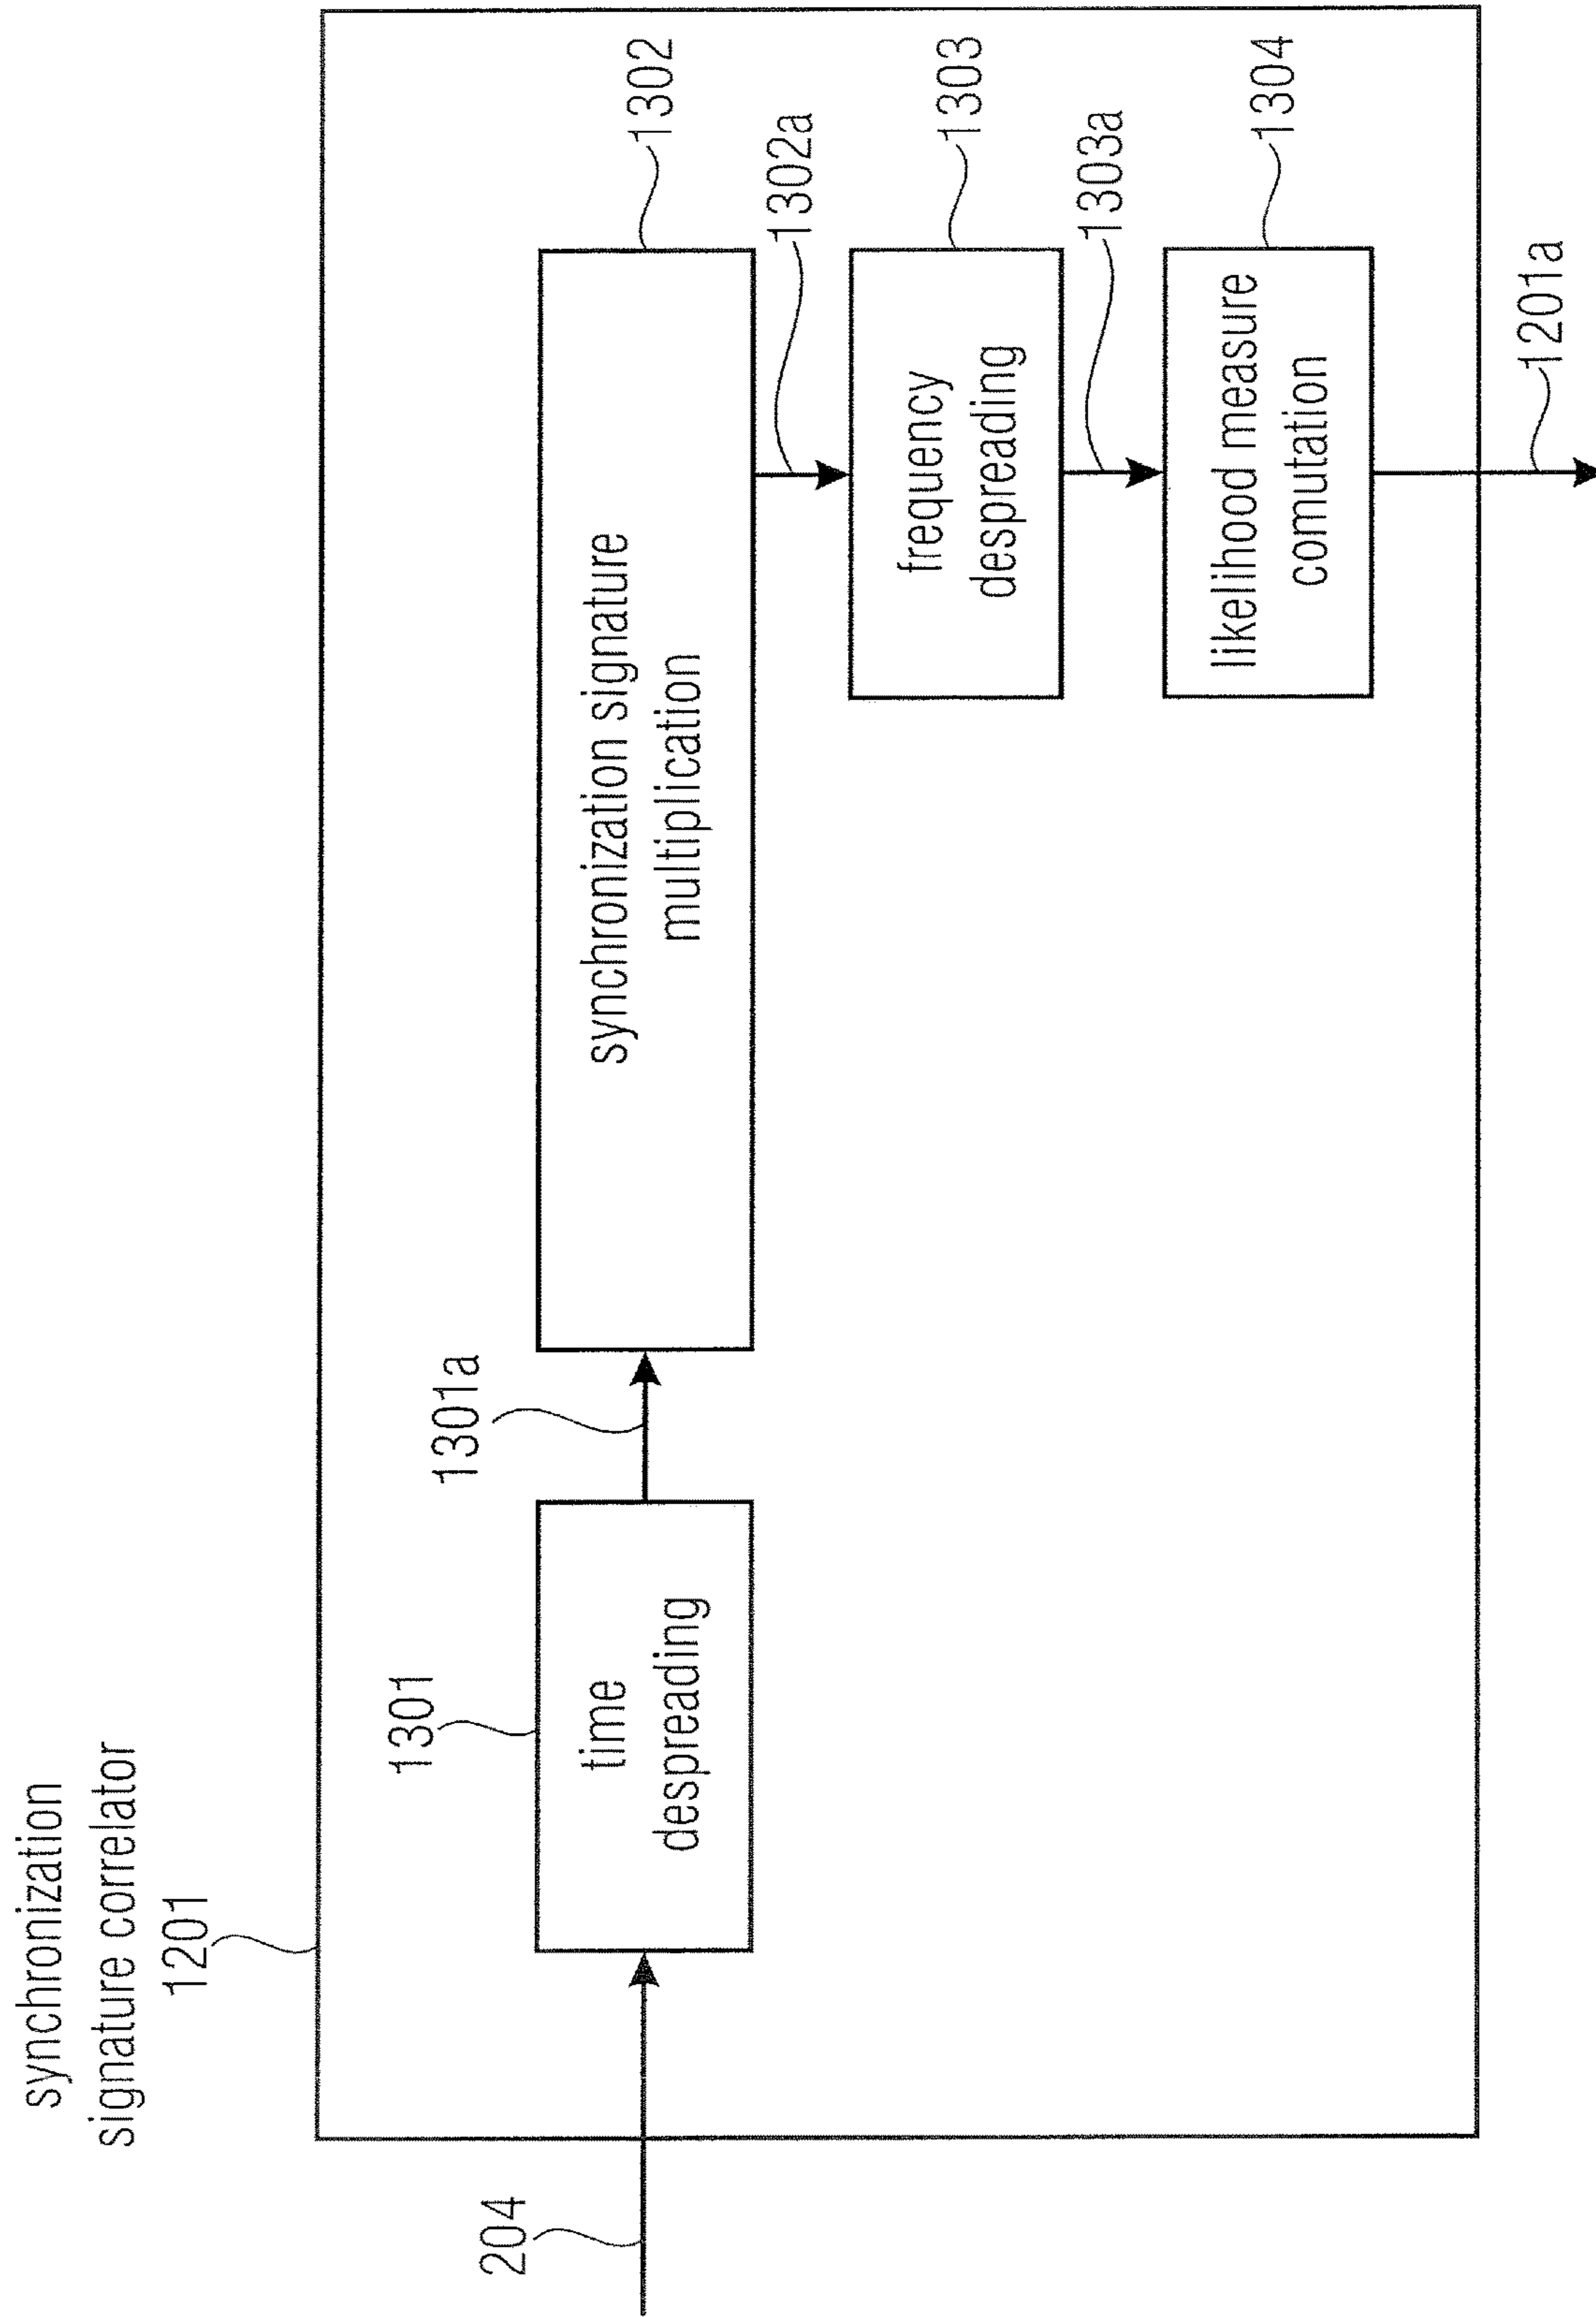 synchronization
signature correlator
1201
204
1301
time
despreading
1301a
synchronization signature
multiplication
1302
1302a
frequency
despreading
1303
1303a
likelihood measure
comutation
1304
1201a